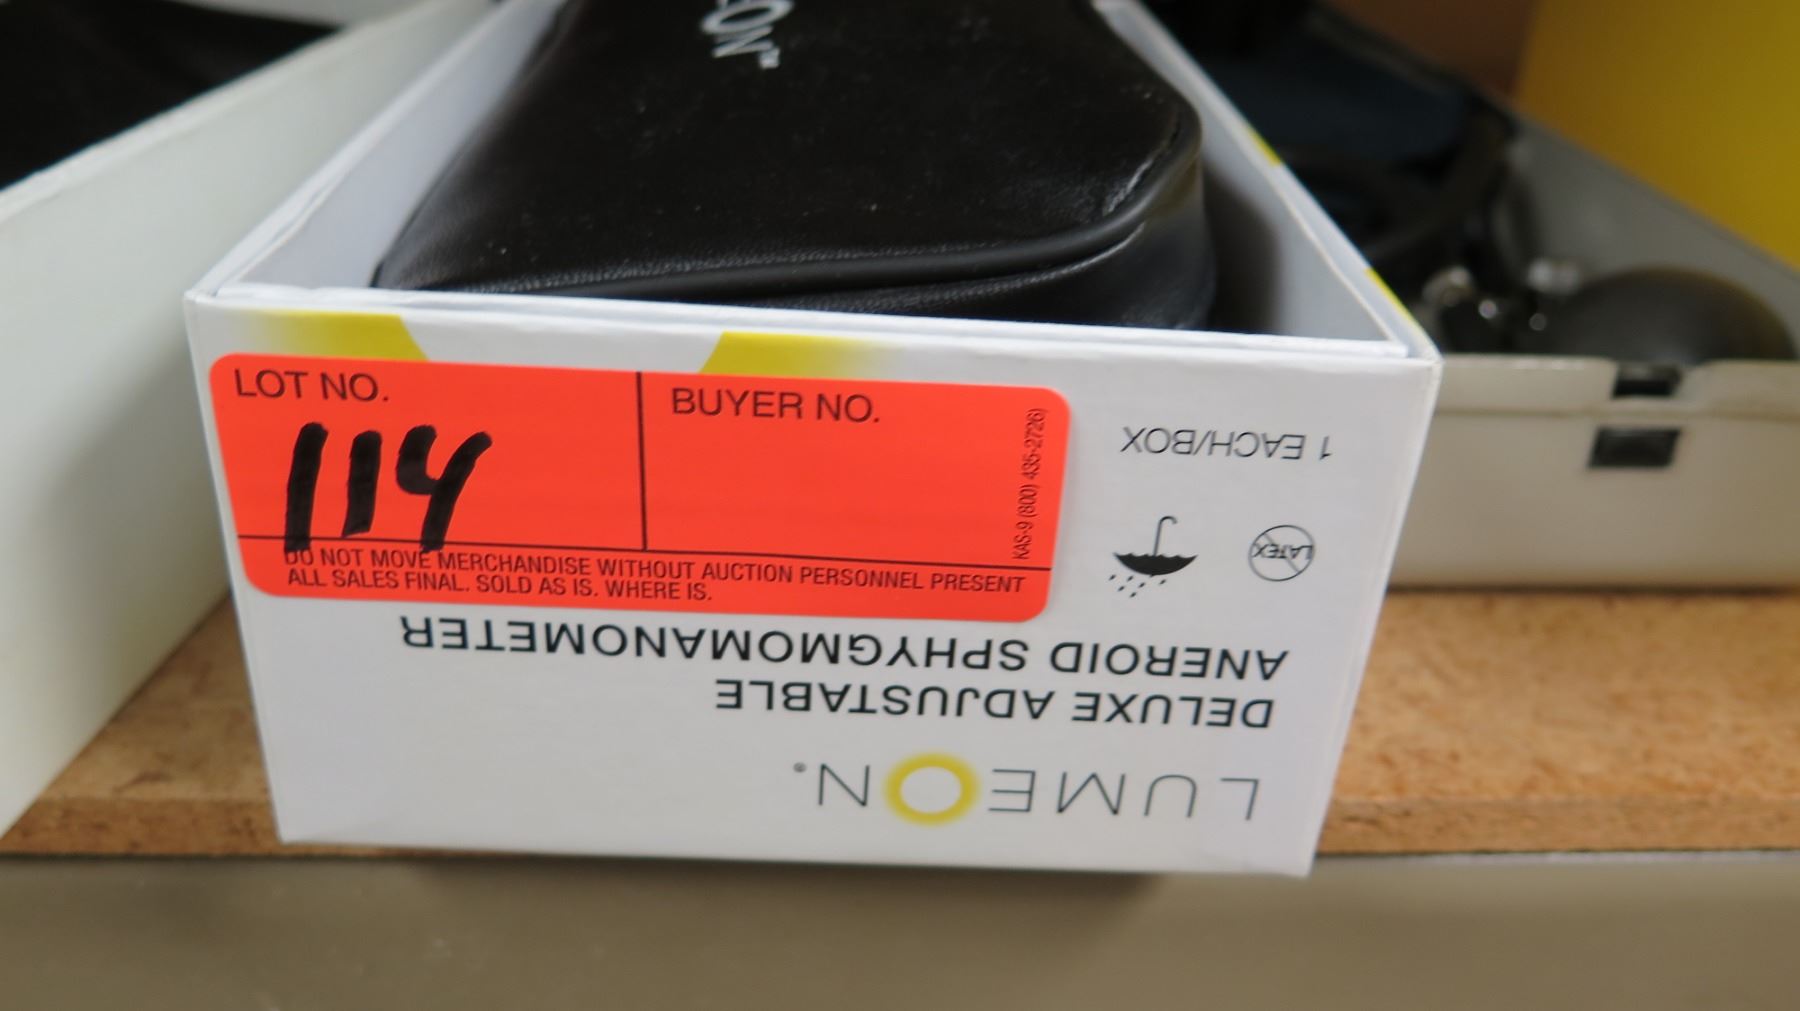 EON™
LOT NO.
114
BUYER NO.
KAS-9 (800) 435-2726)
DO NOT MOVE MERCHANDISE WITHOUT AUCTION PERSONNEL PRESENT
ALL SALES FINAL. SOLD AS IS. WHERE IS.
LUMEON®
DELUXE ADJUSTABLE
ANEROID SPHYGMOMANOMETER
LATEX
1 EACH/BOX